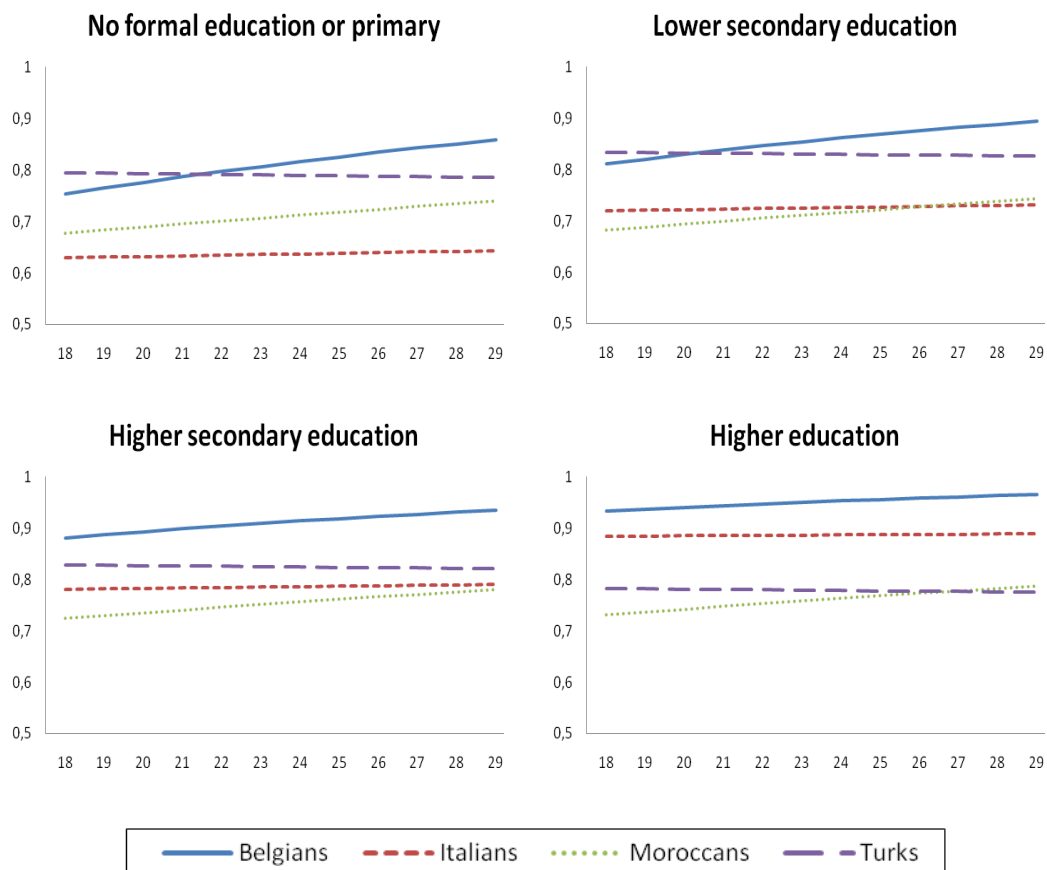 No formal education or primary
1
0,9
0,8
0,7
0,6
0,5
18 19 20 21 22 23 24 25 26 27 28 29
Lower secondary education
1
0,9
0,8
0,7
0,6
0,5
18 19 20 21 22 23 24 25 26 27 28 29
Higher secondary education
1
0,9
0,8
0,7
0,6
0,5
18 19 20 21 22 23 24 25 26 27 28 29
Higher education
1
0,9
0,8
0,7
0,6
0,5
18 19 20 21 22 23 24 25 26 27 28 29
Belgians Italians Moroccans Turks